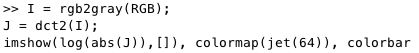 >> I = rgb2gray(RGB);
J = dct2(I);
imshow(log(abs(J)),[]), colormap(jet(64)), colorbar